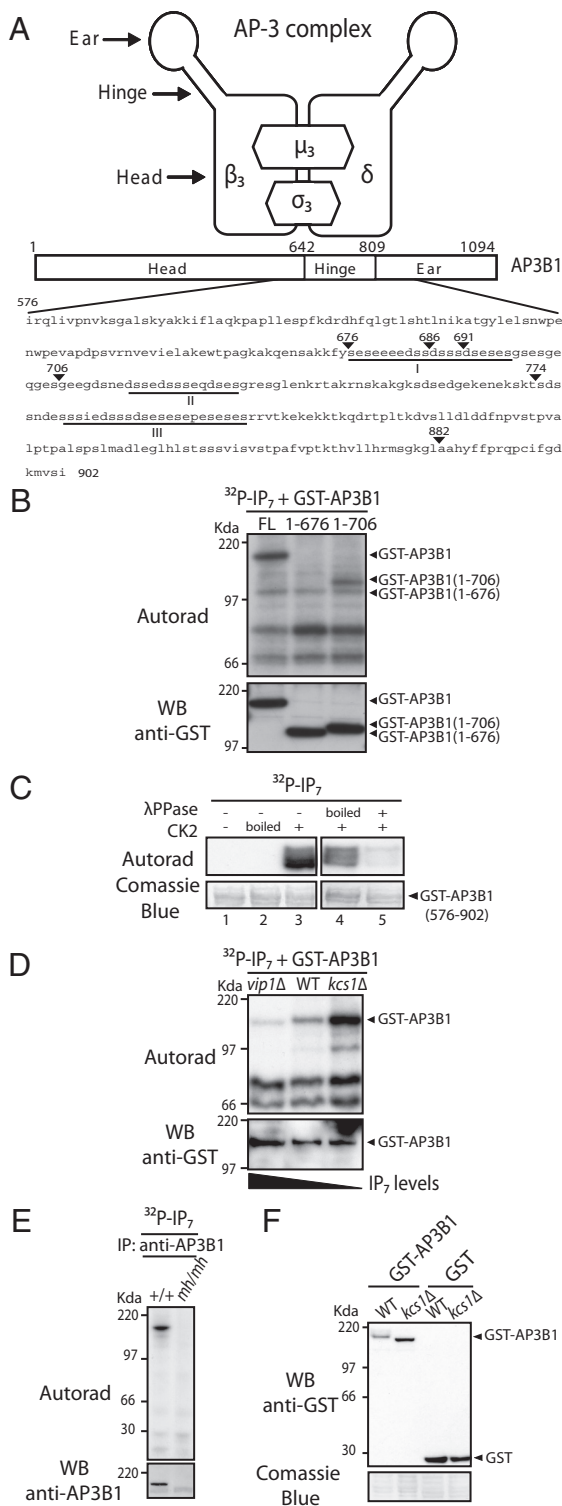 A
AP-3 complex
Ear
Hinge
Head
β3
μ3
σ3
δ
1 642 809 1094
Head Hinge Ear AP3B1
576
irqlivpnvksgalskyakkiflaqkpapllespfkdrdhfqlgtlshtlnikatgylelsnwpe
676 686 691
nwpevapdpsvrnvevielakewtpagkakqensakkfysesseeeedssdsssdsesesgsesge
I
706 774
qgesgeegdsnedssedssseqdsesgresglenkrtakrnskakgksdsedgekenekskts­ds
II
sndesssiedsssdsesesepesesesrrvtkekekktkqdrtpltkdvslldlddfnpvstpva
III
882
lptpalspslmadleglhlstsssvisvstpafvptkthvllhrmsgkglaahyffprqpcifgd
kmvsi 902
B
32P-IP7 + GST-AP3B1
Kda FL 1-676 1-706
220
GST-AP3B1
GST-AP3B1(1-706)
97
GST-AP3B1(1-676)
Autorad
66
220
GST-AP3B1
WB
anti-GST
GST-AP3B1(1-706)
GST-AP3B1(1-676)
97
C
32P-IP7
λPPase - - - boiled +
CK2 - boiled + + +
Autorad
Comassie
Blue
GST-AP3B1
(576-902)
1 2 3 4 5
D
32P-IP7 + GST-AP3B1
Kda vip1Δ WT kcs1Δ
220
GST-AP3B1
97
Autorad
66
220
WB
anti-GST
GST-AP3B1
97
IP7 levels
E
32P-IP7
IP: anti-AP3B1
+/+ mh/mh
Kda
220
97
66
Autorad
30
WB
anti-AP3B1
220
F
GST-AP3B1 GST
WT kcs1Δ WT kcs1Δ
Kda
220
GST-AP3B1
97
WB
anti-GST
66
30
GST
Comassie
Blue